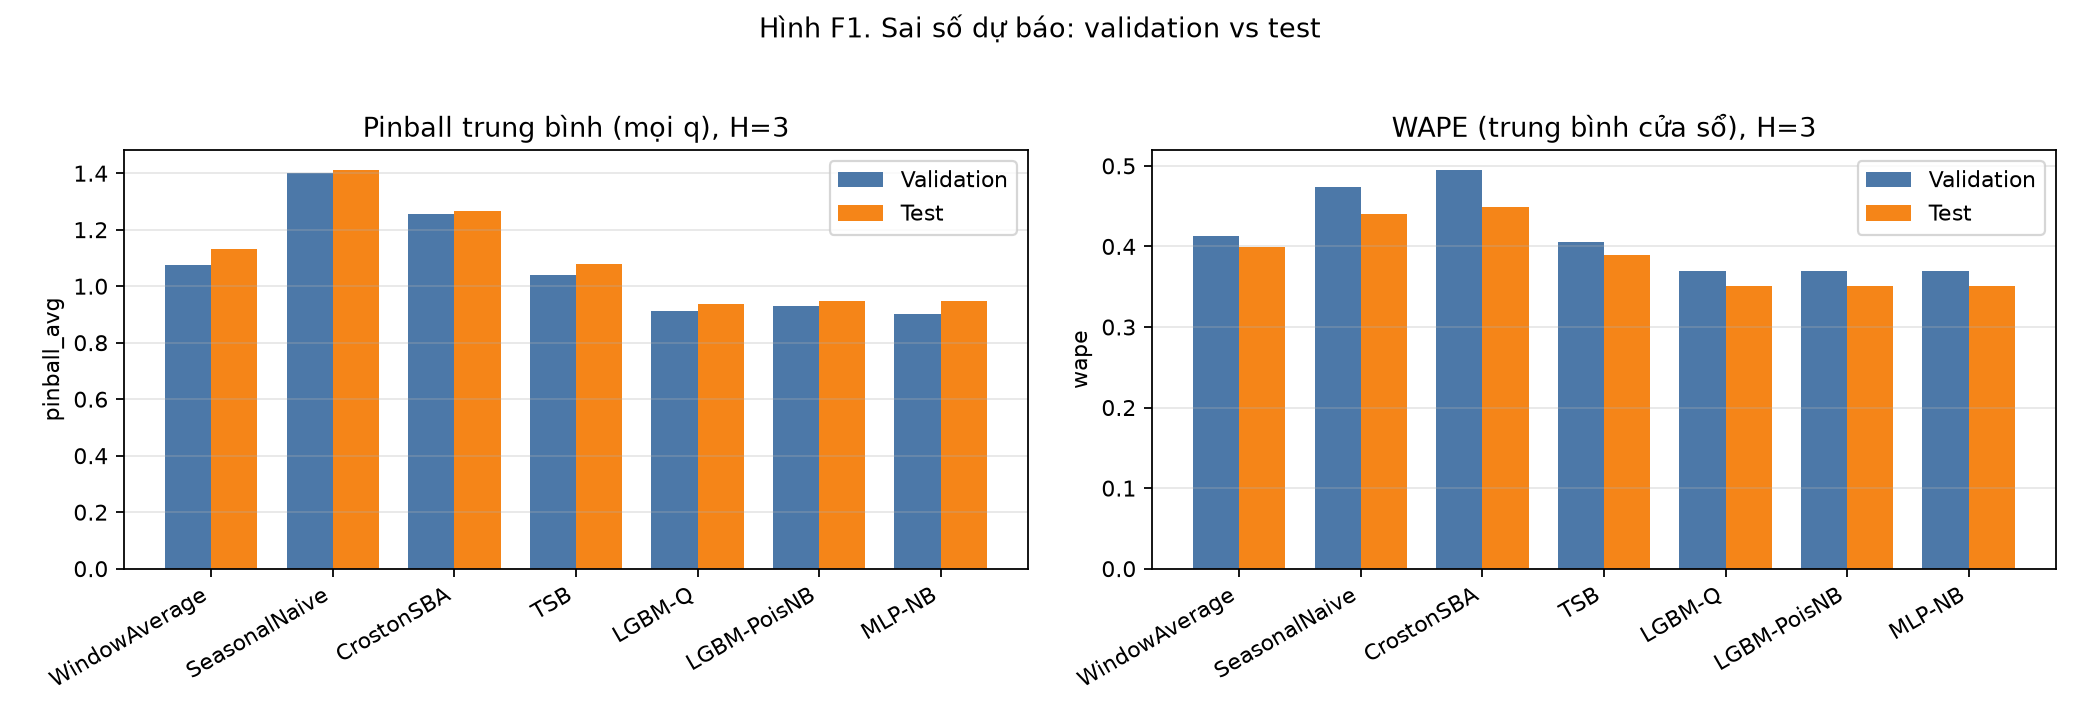 Hình F1. Sai số dự báo: validation vs test
Pinball trung bình (mọi q), H=3
pinball_avg
1.4
1.2
1.0
0.8
0.6
0.4
0.2
0.0
Validation
Test
WindowAverage
SeasonalNaive
CrostonSBA
TSB
LGBM-Q
LGBM-PoisNB
MLP-NB
WAPE (trung bình cửa sổ), H=3
wape
0.5
0.4
0.3
0.2
0.1
0.0
Validation
Test
WindowAverage
SeasonalNaive
CrostonSBA
TSB
LGBM-Q
LGBM-PoisNB
MLP-NB